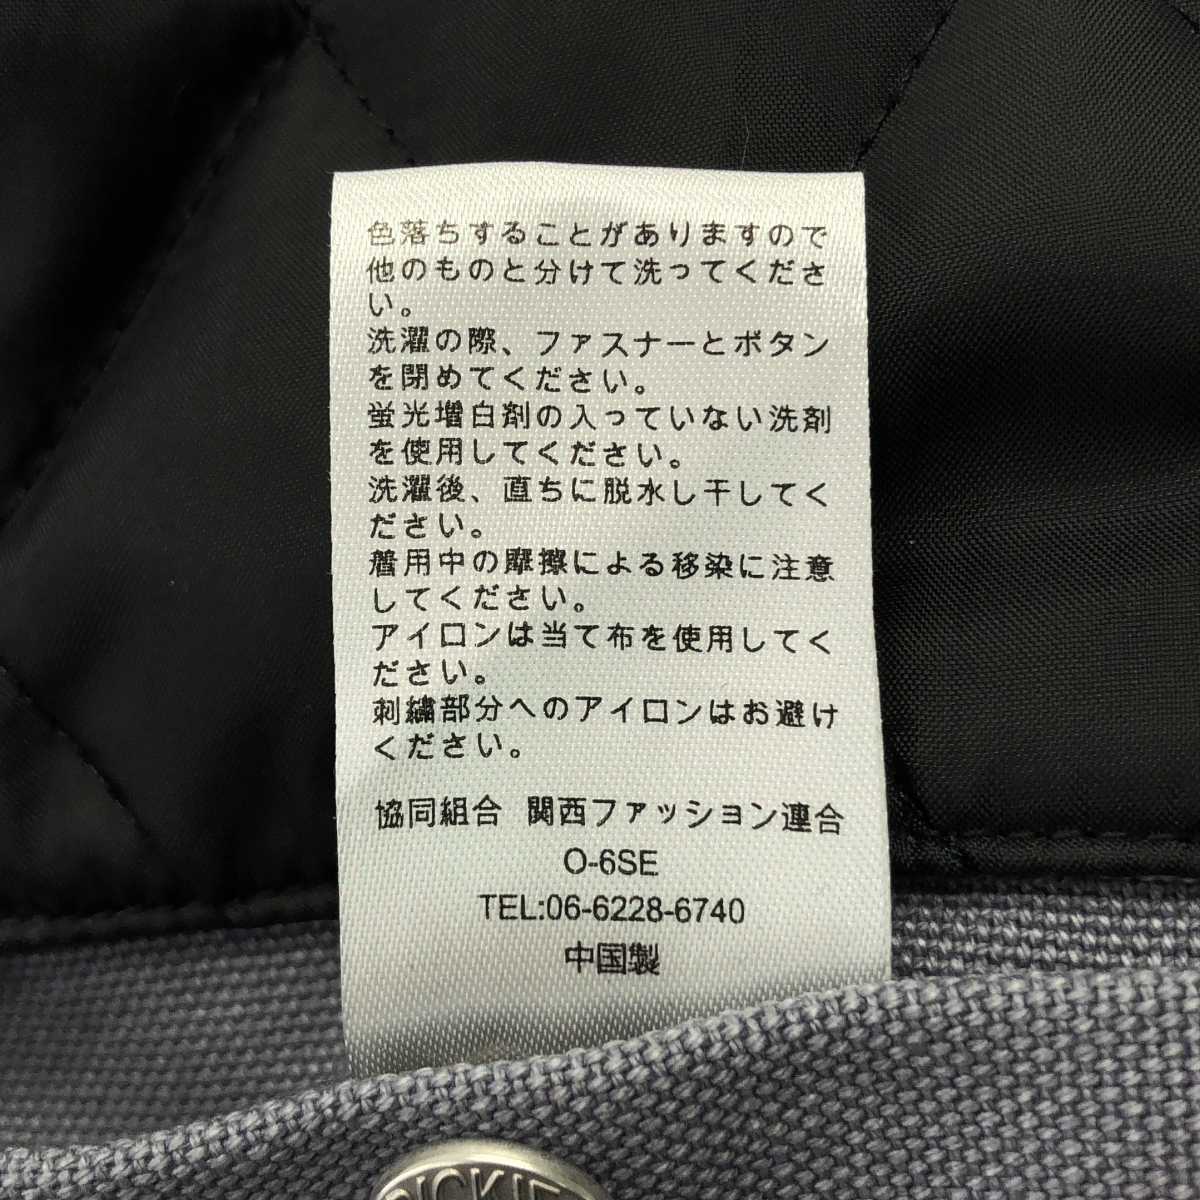 色落ちすることがありますので
他のものと分けて洗ってくださ
い。
洗濯の際、ファスナーとボタン
を閉めてください。
蛍光増白剤の入っていない洗剤
を使用してください。
洗濯後、直ちに脱水し干してく
ださい。
着用中の摩擦による移染に注意
してください。
アイロンは当て布を使用してく
ださい。
刺繍部分へのアイロンはお避け
ください。
協同組合 関西ファッション連合
O-6SE
TEL:06-6228-6740
中国製